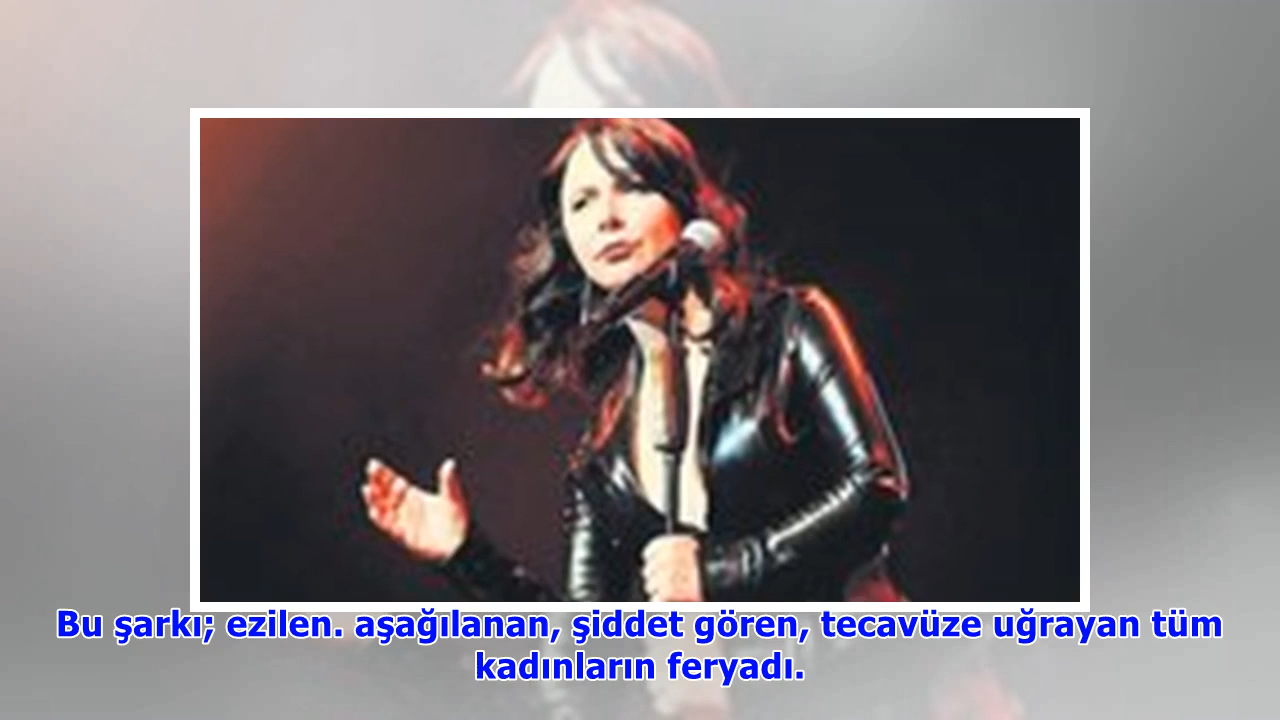 Bu şarkı; ezilen. aşağılanan, şiddet gören, tecavüze uğrayan tüm
kadınların feryadı.